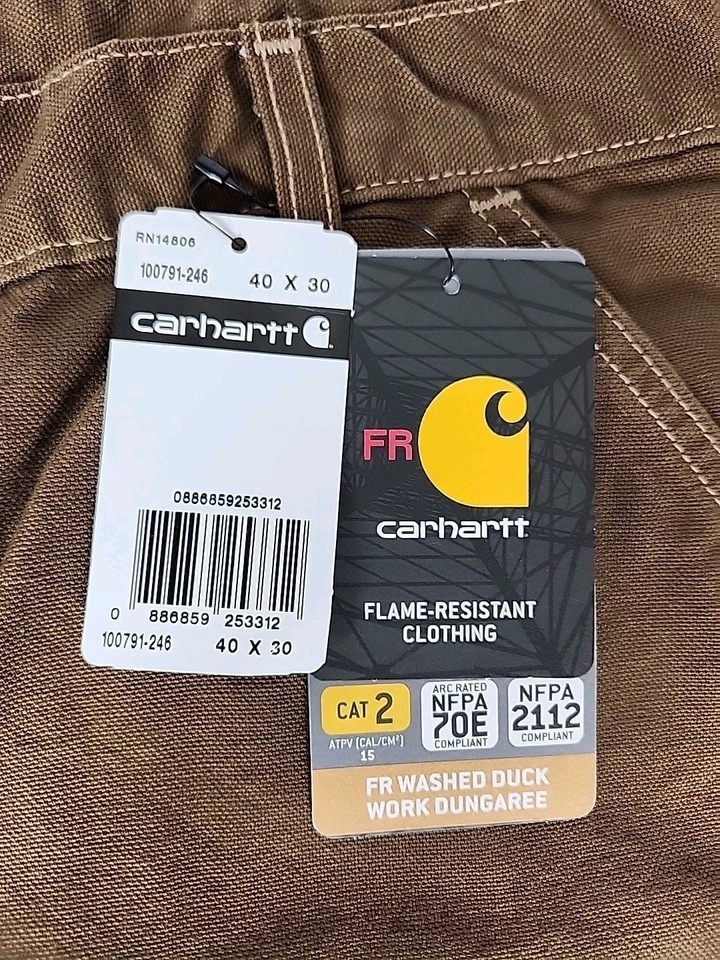 RN14806
100791-246 40 X 30
carhartt
0886859253312
0 886859 253312
100791-246 40 X 30
FR
carhartt
FLAME-RESISTANT
CLOTHING
CAT 2
ATPV (CAL/CM²)
15
ARC RATED
NFPA
70E
COMPLIANT
NFPA
2112
COMPLIANT
FR WASHED DUCK
WORK DUNGAREE